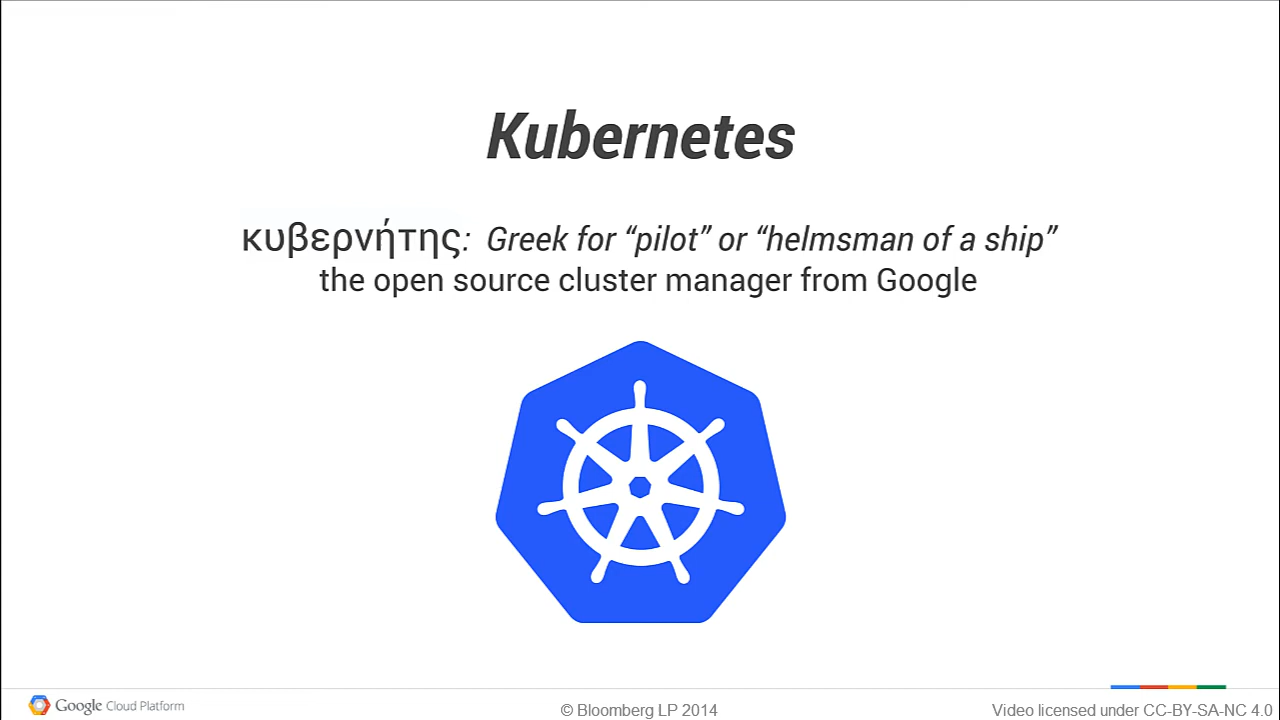 Kubernetes
κυβερνήτης: Greek for “pilot” or “helmsman of a ship”
the open source cluster manager from Google
Google Cloud Platform
© Bloomberg LP 2014
Video licensed under CC-BY-SA-NC 4.0